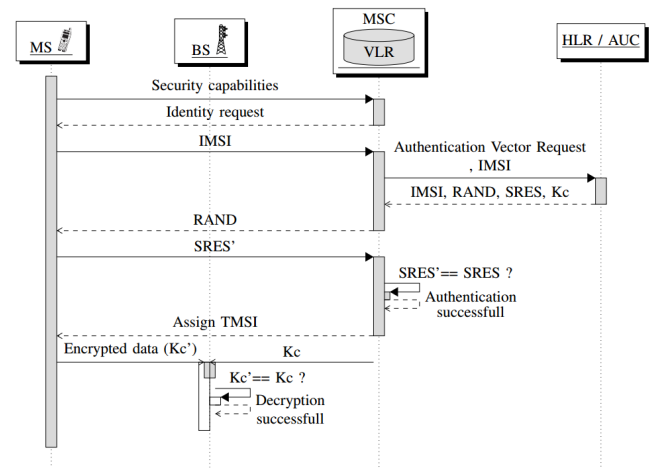 MS
BS
MSC
VLR
HLR / AUC
Security capabilities
Identity request
IMSI
Authentication Vector Request
, IMSI
IMSI, RAND, SRES, Kc
RAND
SRES’
SRES’== SRES ?
Authentication
successfull
Assign TMSI
Encrypted data (Kc’)
Kc
Kc’== Kc ?
Decryption
successfull